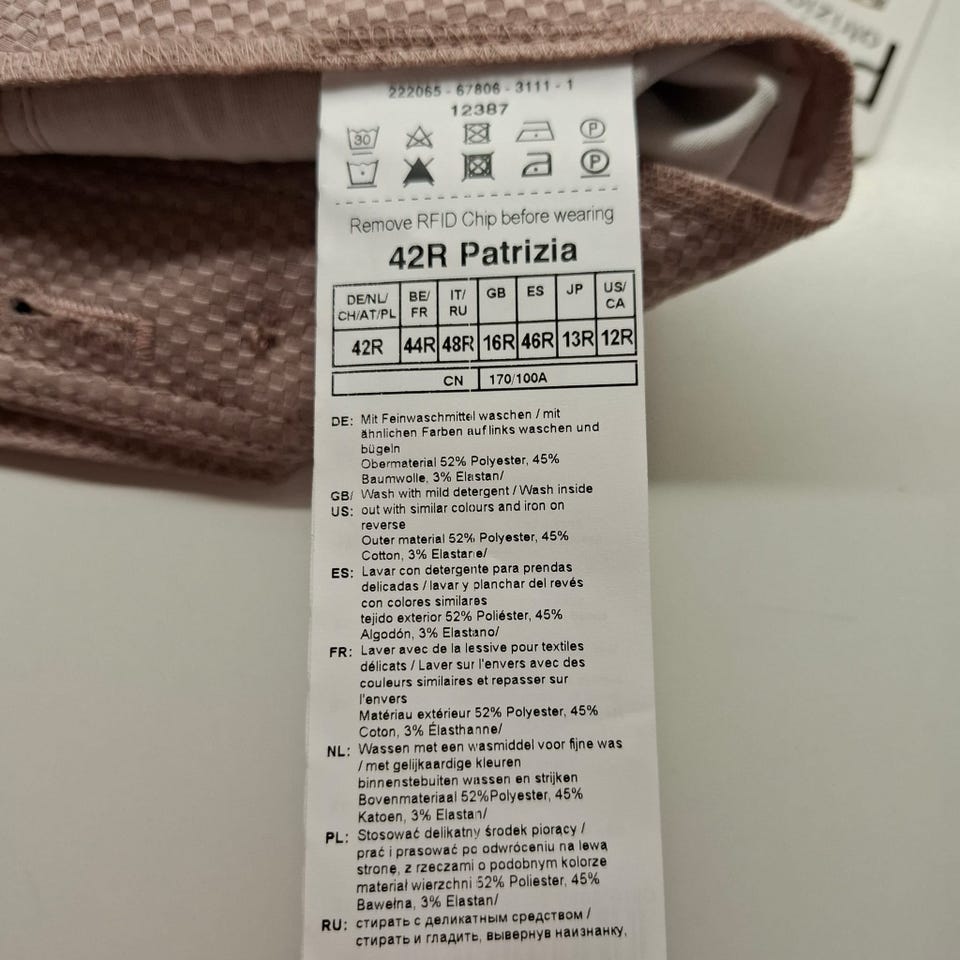 222065 - 67806 - 3111 - 1
12387
30
P
P
Remove RFID Chip before wearing
42R Patrizia
DE/NL/ BE/ IT/ GB ES JP US/
CH/AT/PL FR RU CA
42R 44R 48R 16R 46R 13R 12R
CN 170/100A
DE: Mit Feinwaschmittel waschen / mit
ähnlichen Farben auf links waschen und
bügeln
Obermaterial 52% Polyester, 45%
Baumwolle, 3% Elastan/
GB/ Wash with mild detergent / Wash inside
US: out with similar colours and iron on
reverse
Outer material 52% Polyester, 45%
Cotton, 3% Elastane/
ES: Lavar con detergente para prendas
delicadas / lavar y planchar del revés
con colores similares
tejido exterior 52% Poliéster, 45%
Algodón, 3% Elastano/
FR: Laver avec de la lessive pour textiles
délicats / Laver sur l'envers avec des
couleurs similaires et repasser sur
l'envers
Matériau extérieur 52% Polyester, 45%
Coton, 3% Élasthanne/
NL: Wassen met een wasmiddel voor fijne was
/ met gelijkaardige kleuren
binnenstebuiten wassen en strijken
Bovenmateriaal 52%Polyester, 45%
Katoen, 3% Elastan/
PL: Stosować delikatny środek piorący /
prać i prasować po odwróceniu na lewą
stronę, z rzeczami o podobnym kolorze
materiał wierzchni 52% Poliester, 45%
Bawełna, 3% Elastan/
RU: стирать с деликатным средством /
стирать и гладить, вывернув наизнанку,